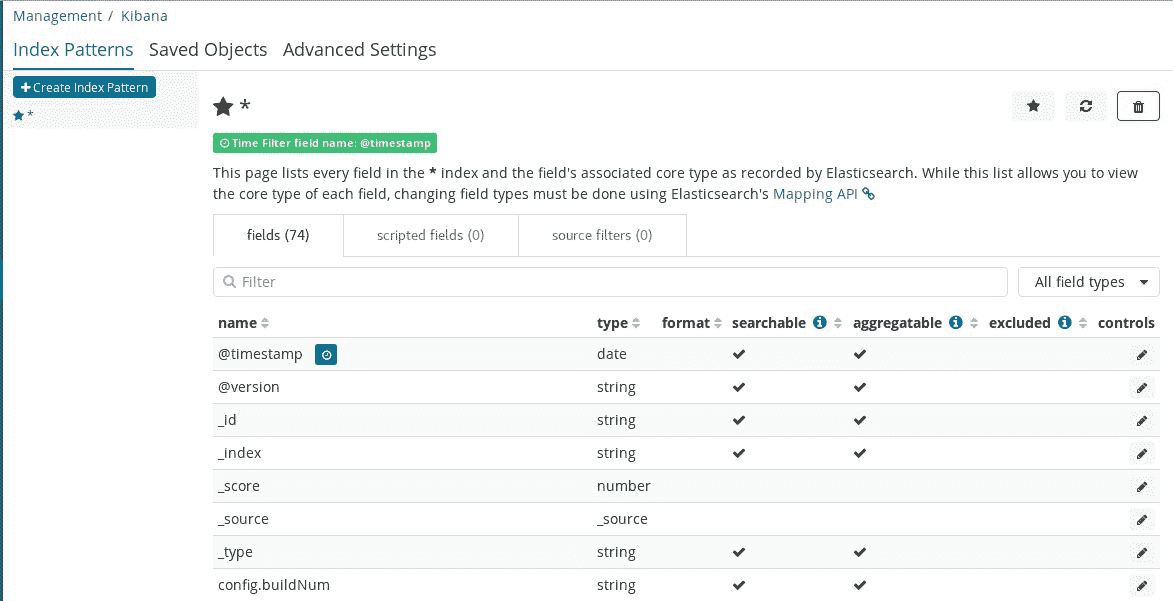 Management / Kibana
Index Patterns Saved Objects Advanced Settings
Create Index Pattern
*
*
Time Filter field name: @timestamp
This page lists every field in the * index and the field's associated core type as recorded by Elasticsearch. While this list allows you to view
the core type of each field, changing field types must be done using Elasticsearch's Mapping API
fields (74) scripted fields (0) source filters (0)
Filter All field types
name type format searchable aggregatable excluded controls
@timestamp date
@version string
_id string
_index string
_score number
_source _source
_type string
config.buildNum string